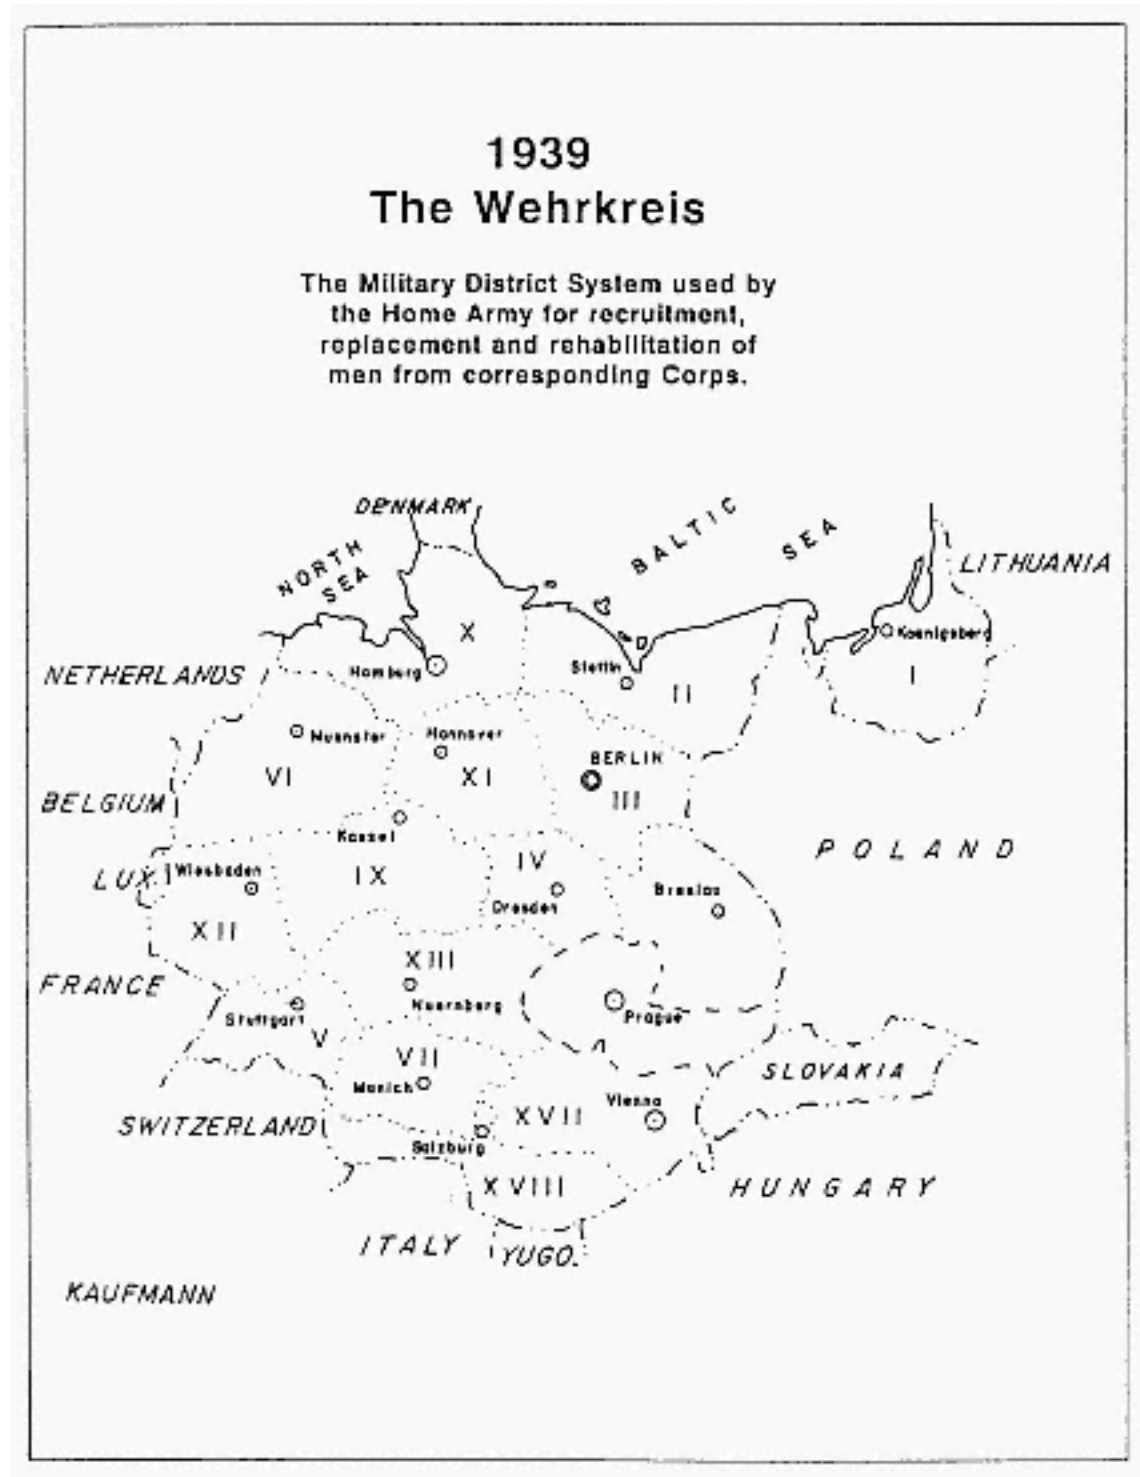 1939
The Wehrkreis
The Military District System used by
the Home Army for recruitment,
replacement and rehabilitation of
men from corresponding Corps.
DENMARK
BALTIC SEA
NORTH
SEA
LITHUANIA
X
Koenigsberg
NETHERLANDS
Hamburg
Stettin
I
II
Muenster
Hannover
BERLIN
VI
XI
III
BELGIUM
Kassel
POLAND
LUX.
Wiesbaden
IX
IV
Breslau
Dresden
XII
XIII
FRANCE
Nuernberg
Prague
Stuttgart
V
VII
SLOVAKIA
Munich
Vienna
XVII
SWITZERLAND
Salzburg
XVIII
HUNGARY
ITALY
YUGO.
KAUFMANN